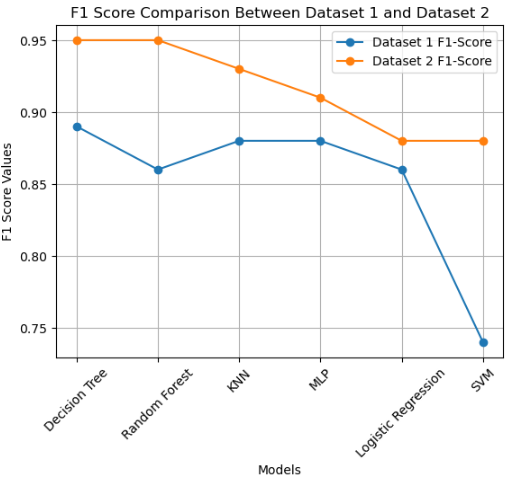 F1 Score Comparison Between Dataset 1 and Dataset 2
Dataset 1 F1-Score
Dataset 2 F1-Score
F1 Score Values
0.95
0.90
0.85
0.80
0.75
Decision Tree
Random Forest
KNN
MLP
Logistic Regression
SVM
Models